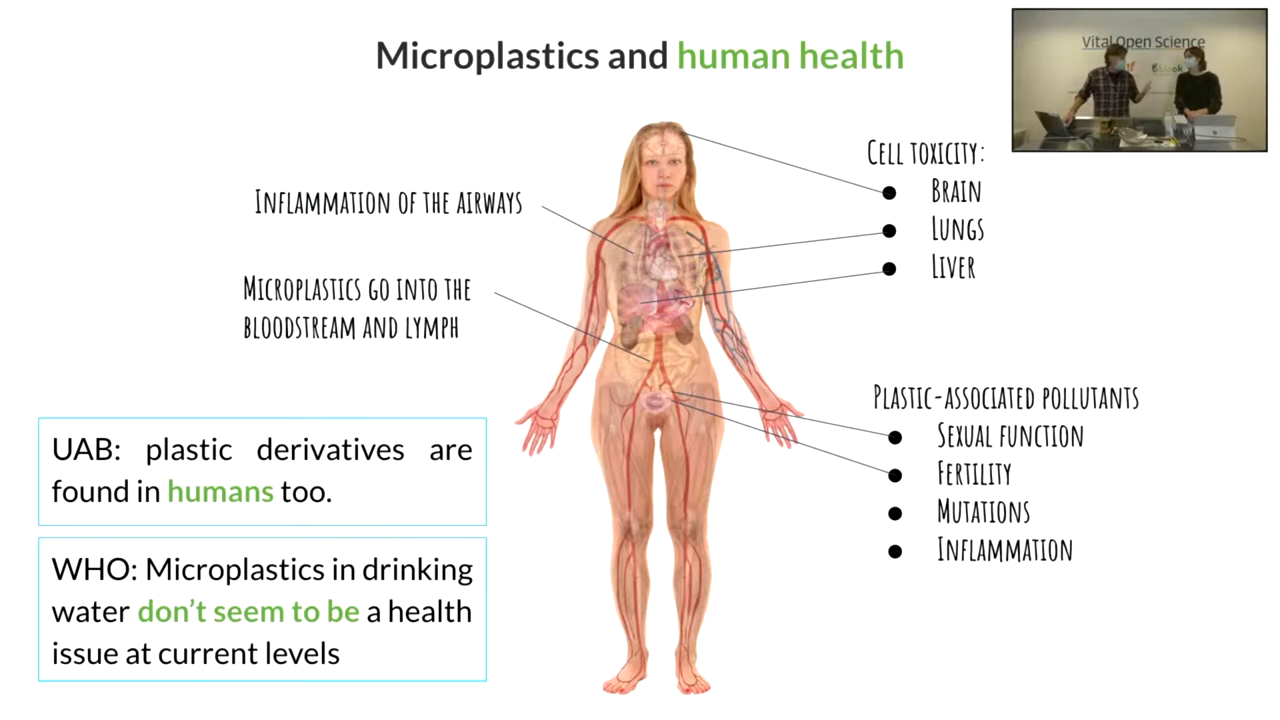 Microplastics and human health
Vital Open Science
INFLAMMATION OF THE AIRWAYS
MICROPLASTICS GO INTO THE
BLOODSTREAM AND LYMPH
CELL TOXICITY:
BRAIN
LUNGS
LIVER
PLASTIC-ASSOCIATED POLLUTANTS
SEXUAL FUNCTION
FERTILITY
MUTATIONS
INFLAMMATION
UAB: plastic derivatives are
found in humans too.
WHO: Microplastics in drinking
water don’t seem to be a health
issue at current levels